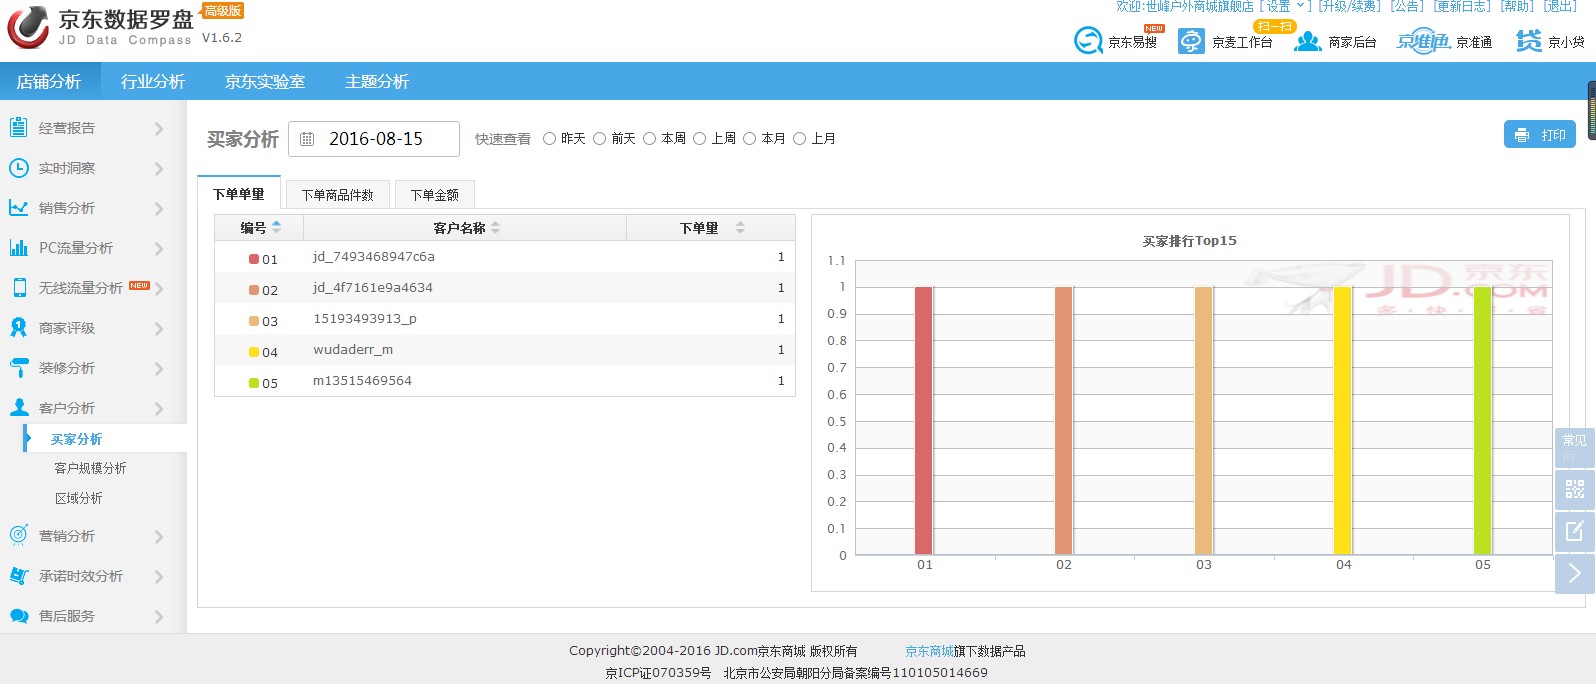 京东数据罗盘 高级版
JD Data Compass V1.6.2
欢迎:世峰户外商城旗舰店 [ 设置 ] [升级/续费] [公告] [更新日志] [帮助] [退出]
京东易搜 NEW 京麦工作台 扫一扫 商家后台 京准通 京准通 贷 京小贷
店铺分析 行业分析 京东实验室 主题分析
经营报告
实时洞察
销售分析
PC流量分析
无线流量分析 NEW
商家评级
装修分析
客户分析
买家分析
客户规模分析
区域分析
营销分析
承诺时效分析
售后服务
买家分析 2016-08-15 快速查看 昨天 前天 本周 上周 本月 上月 打印
下单单量 下单商品件数 下单金额
编号 客户名称 下单量
01 jd_7493468947c6a 1
02 jd_4f7161e9a4634 1
03 15193493913_p 1
04 wudaderr_m 1
05 m13515469564 1
买家排行Top15
JD 京东
.COM
多·快·好·省
1.1
1
0.9
0.8
0.7
0.6
0.5
0.4
0.3
0.2
0.1
0
01 02 03 04 05
常见
问
Copyright©2004-2016 JD.com京东商城 版权所有 京东商城旗下数据产品
京ICP证070359号 北京市公安局朝阳分局备案编号110105014669